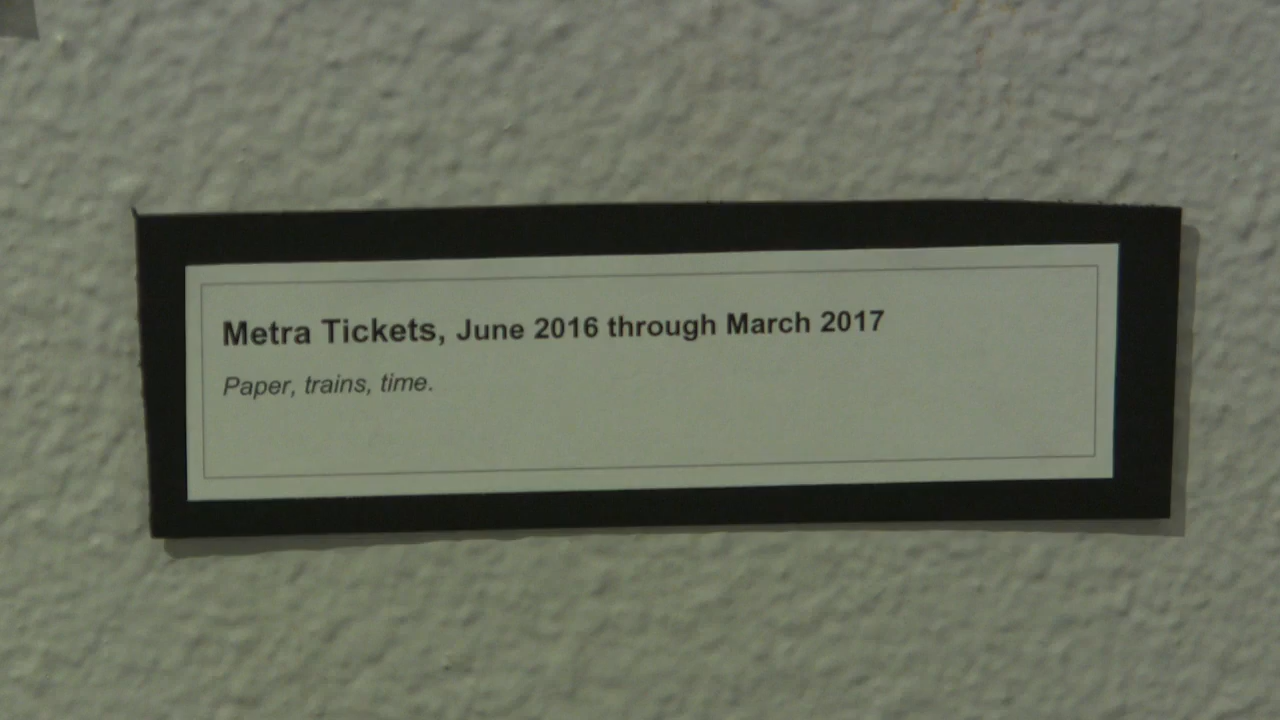 Metra Tickets, June 2016 through March 2017
Paper, trains, time.